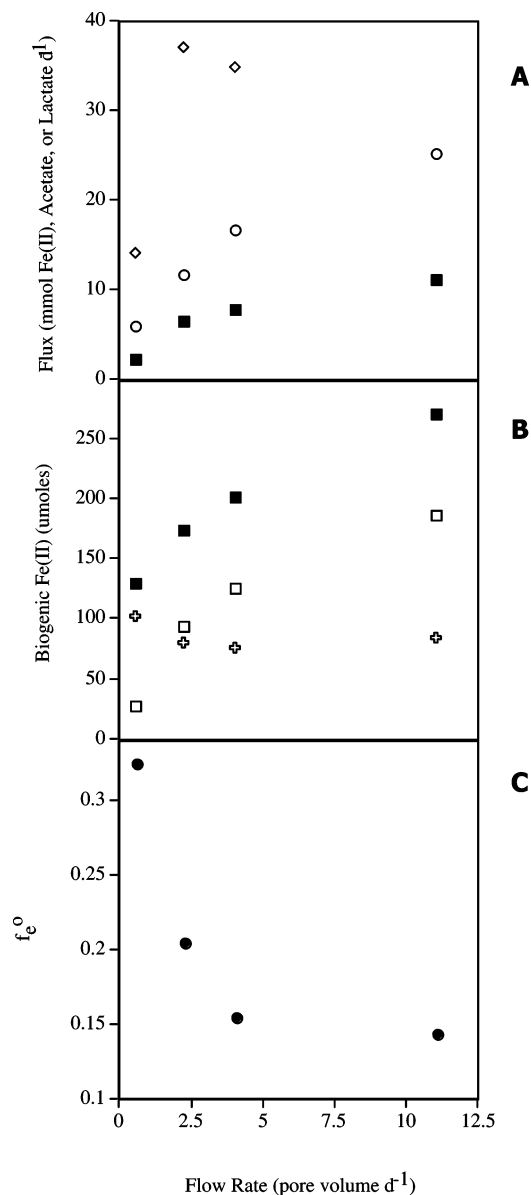 40
30
20
10
0
Flux (mmol Fe(II), Acetate, or Lactate d¹)
A
250
200
150
100
50
0
Biogenic Fe(II) (umoles)
B
0.3
0.25
0.2
0.15
0.1
fₑᵒ
C
0 2.5 5 7.5 10 12.5
Flow Rate (pore volume d⁻¹)